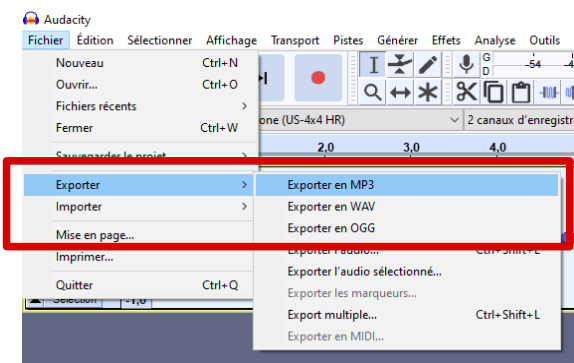 Audacity
Fichier Édition Sélectionner Affichage Transport Pistes Générer Effets Analyse Outils
Nouveau Ctrl+N
Ouvrir... Ctrl+O
Fichiers récents >
Fermer Ctrl+W
Sauvegarder le projet
Exporter >
Importer >
Mise en page...
Imprimer...
Quitter Ctrl+Q
G
D
-54
(US-4x4 HR)
2 canaux
2,0 3,0 4,0
Exporter en MP3
Exporter en WAV
Exporter en OGG
Exporter l'audio... Ctrl+Shift+E
Exporter l'audio sélectionné...
Exporter les marqueurs...
Export multiple... Ctrl+Shift+L
Exporter en MIDI...
Sélection -1,0